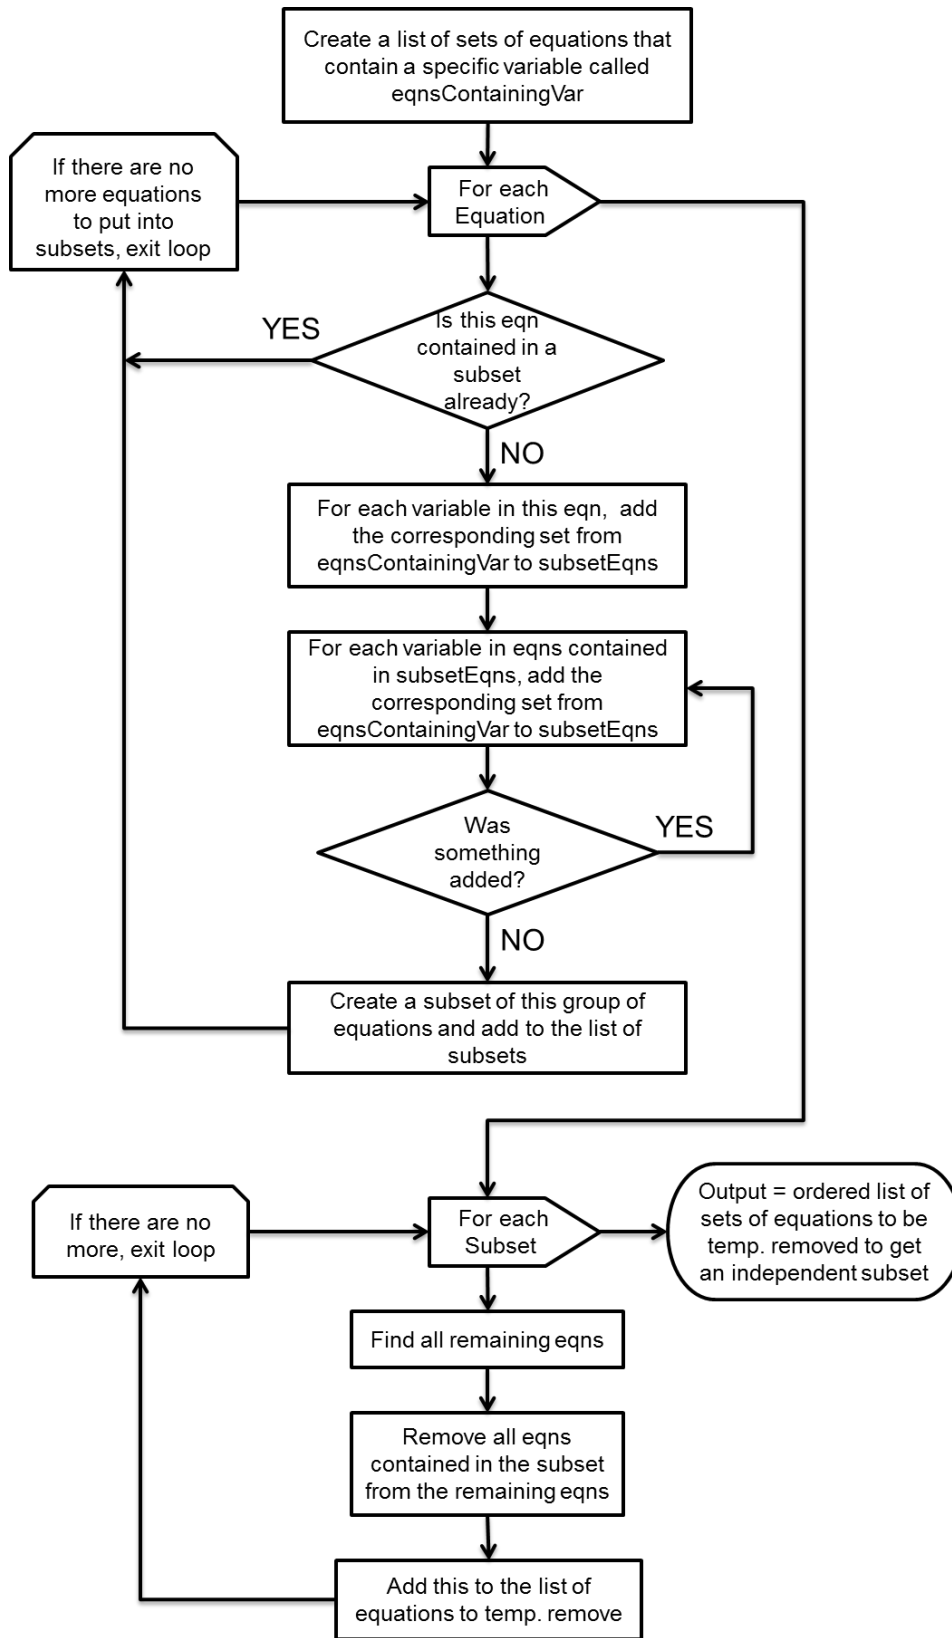 Create a list of sets of equations that
contain a specific variable called
eqnsContainingVar
If there are no
more equations
to put into
subsets, exit loop
For each
Equation
YES
Is this eqn
contained in a
subset
already?
NO
For each variable in this eqn, add
the corresponding set from
eqnsContainingVar to subsetEqns
For each variable in eqns contained
in subsetEqns, add the
corresponding set from
eqnsContainingVar to subsetEqns
Was
something
added?
YES
NO
Create a subset of this group of
equations and add to the list of
subsets
If there are no
more, exit loop
For each
Subset
Output = ordered list of
sets of equations to be
temp. removed to get
an independent subset
Find all remaining eqns
Remove all eqns
contained in the subset
from the remaining eqns
Add this to the list of
equations to temp. remove